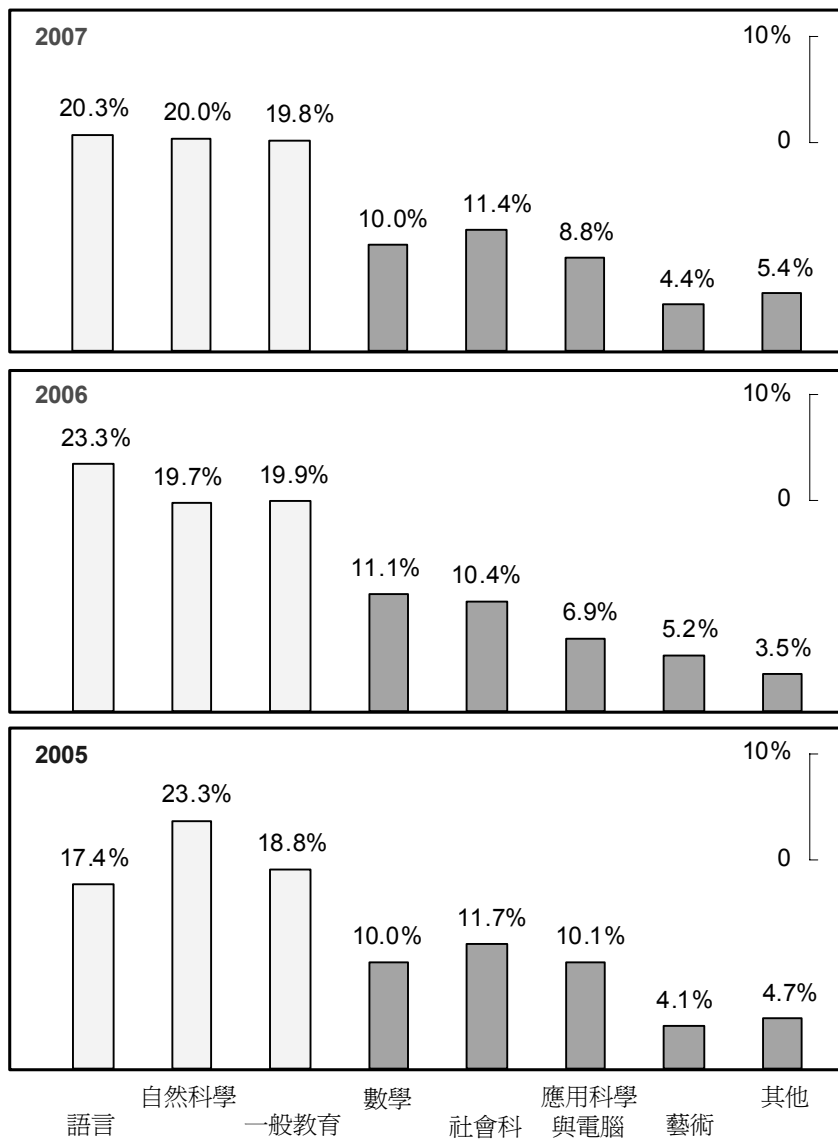 2007
10%
20.3% 20.0% 19.8%
0
10.0% 11.4% 8.8% 4.4% 5.4%
2006
10%
23.3% 19.7% 19.9%
0
11.1% 10.4% 6.9% 5.2% 3.5%
2005
10%
17.4% 23.3% 18.8%
0
10.0% 11.7% 10.1% 4.1% 4.7%
語言
自然科學
一般教育
數學
社會科
應用科學
與電腦
藝術
其他